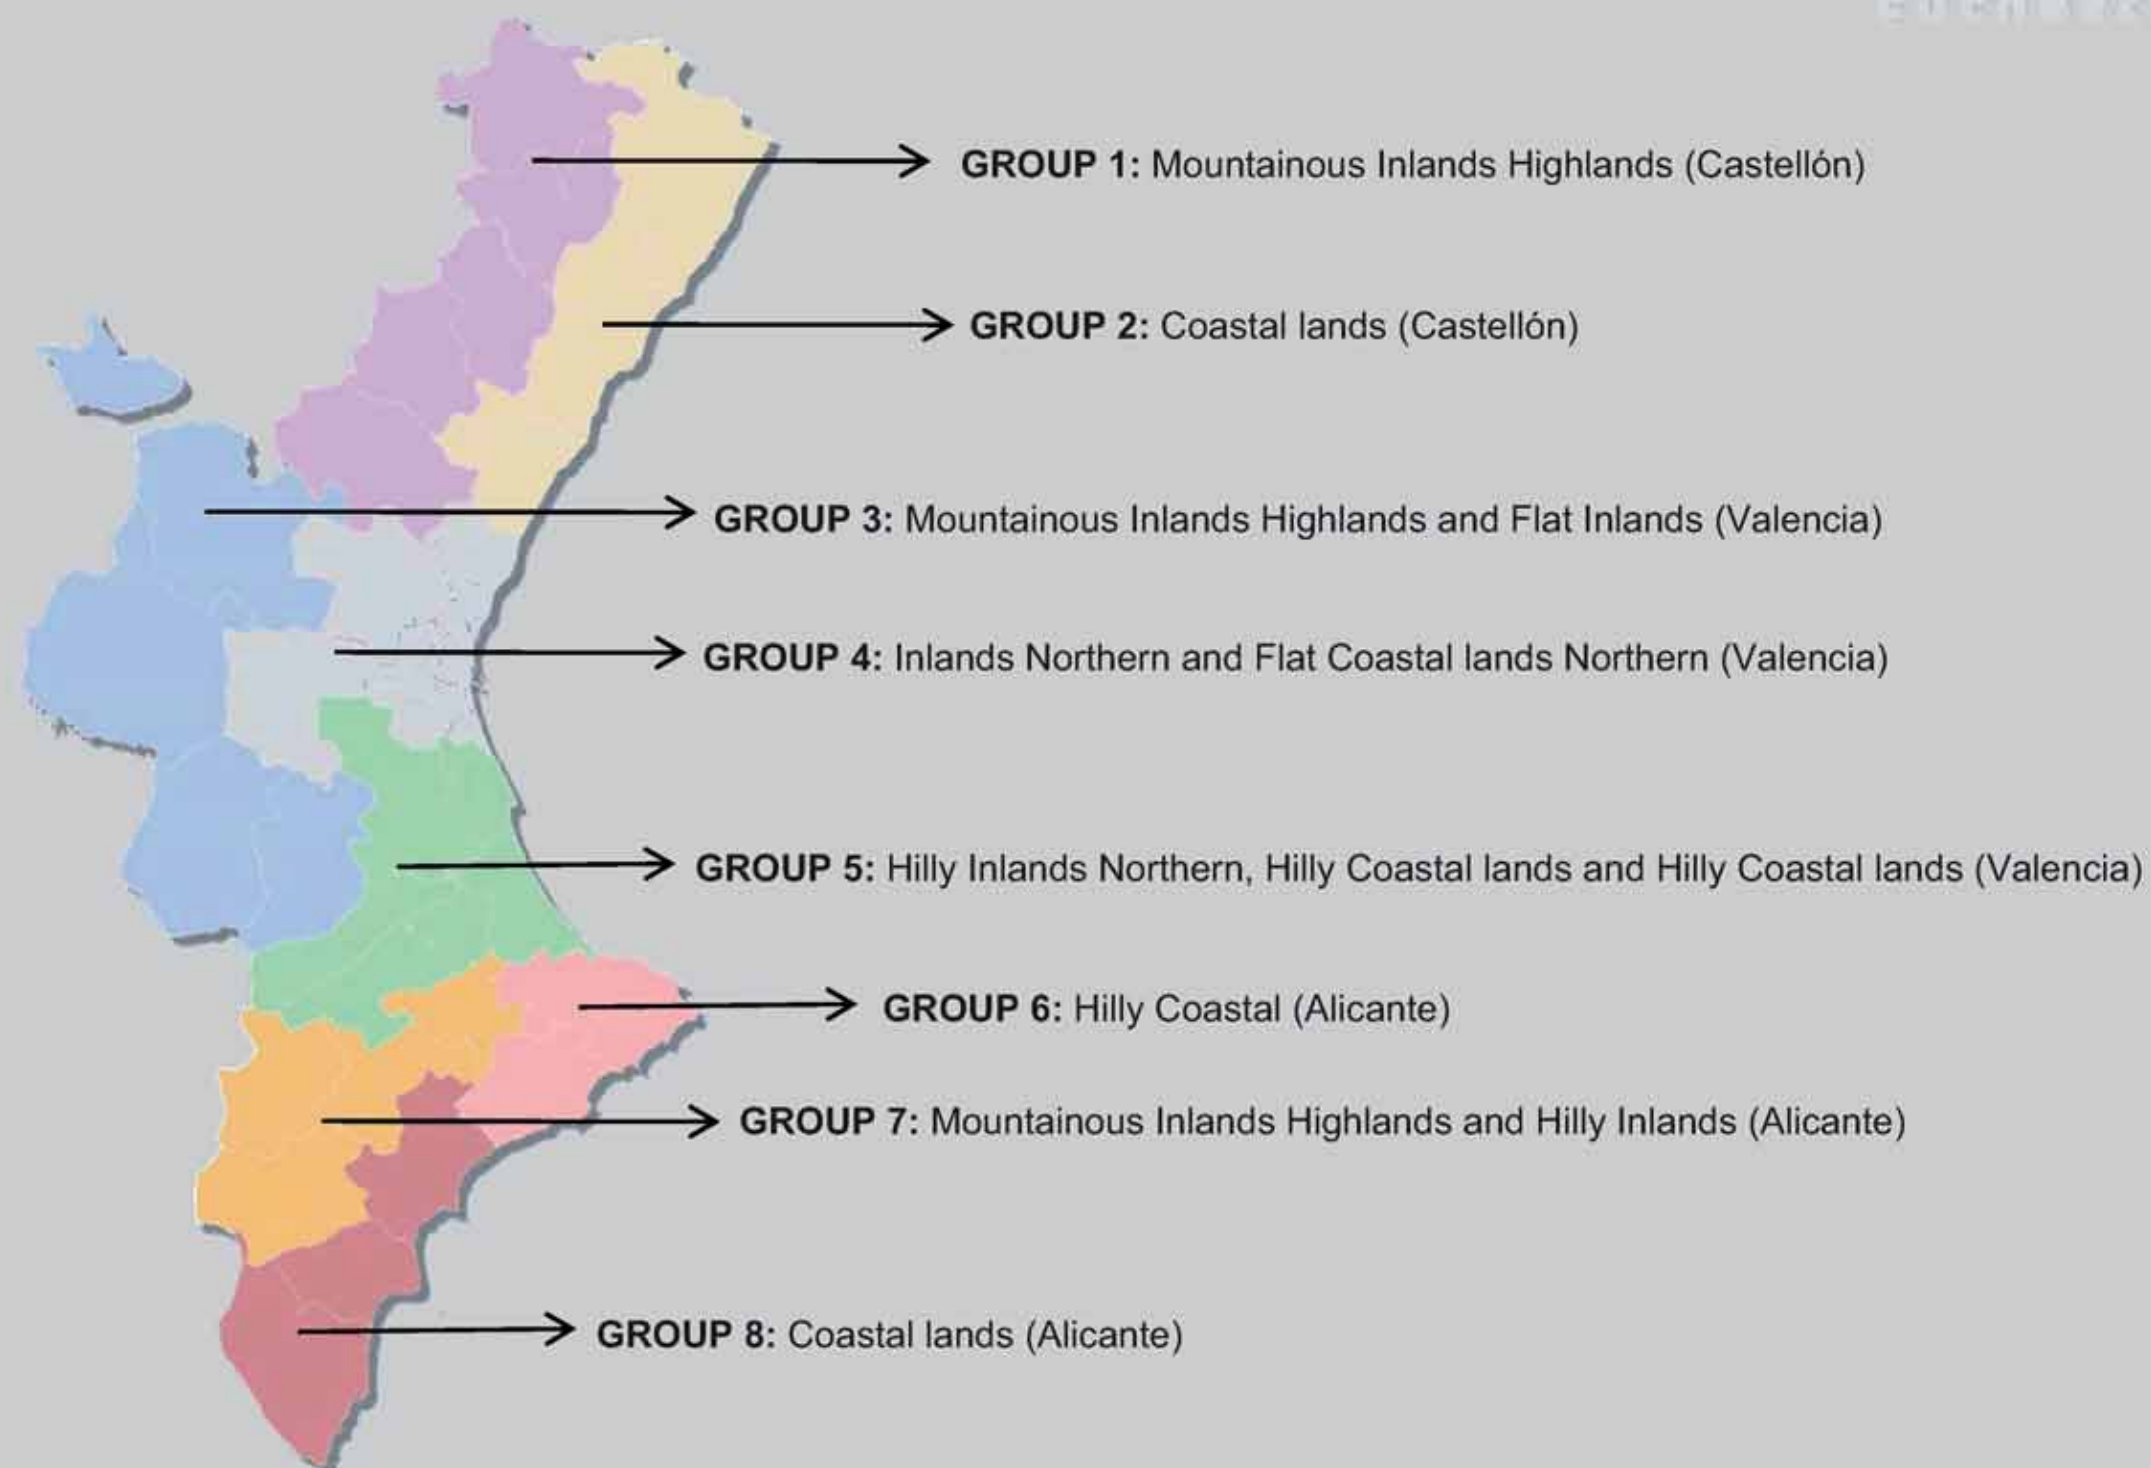 GROUP 1: Mountainous Inlands Highlands (Castellón)
GROUP 2: Coastal lands (Castellón)
GROUP 3: Mountainous Inlands Highlands and Flat Inlands (Valencia)
GROUP 4: Inlands Northern and Flat Coastal lands Northern (Valencia)
GROUP 5: Hilly Inlands Northern, Hilly Coastal lands and Hilly Coastal lands (Valencia)
GROUP 6: Hilly Coastal (Alicante)
GROUP 7: Mountainous Inlands Highlands and Hilly Inlands (Alicante)
GROUP 8: Coastal lands (Alicante)